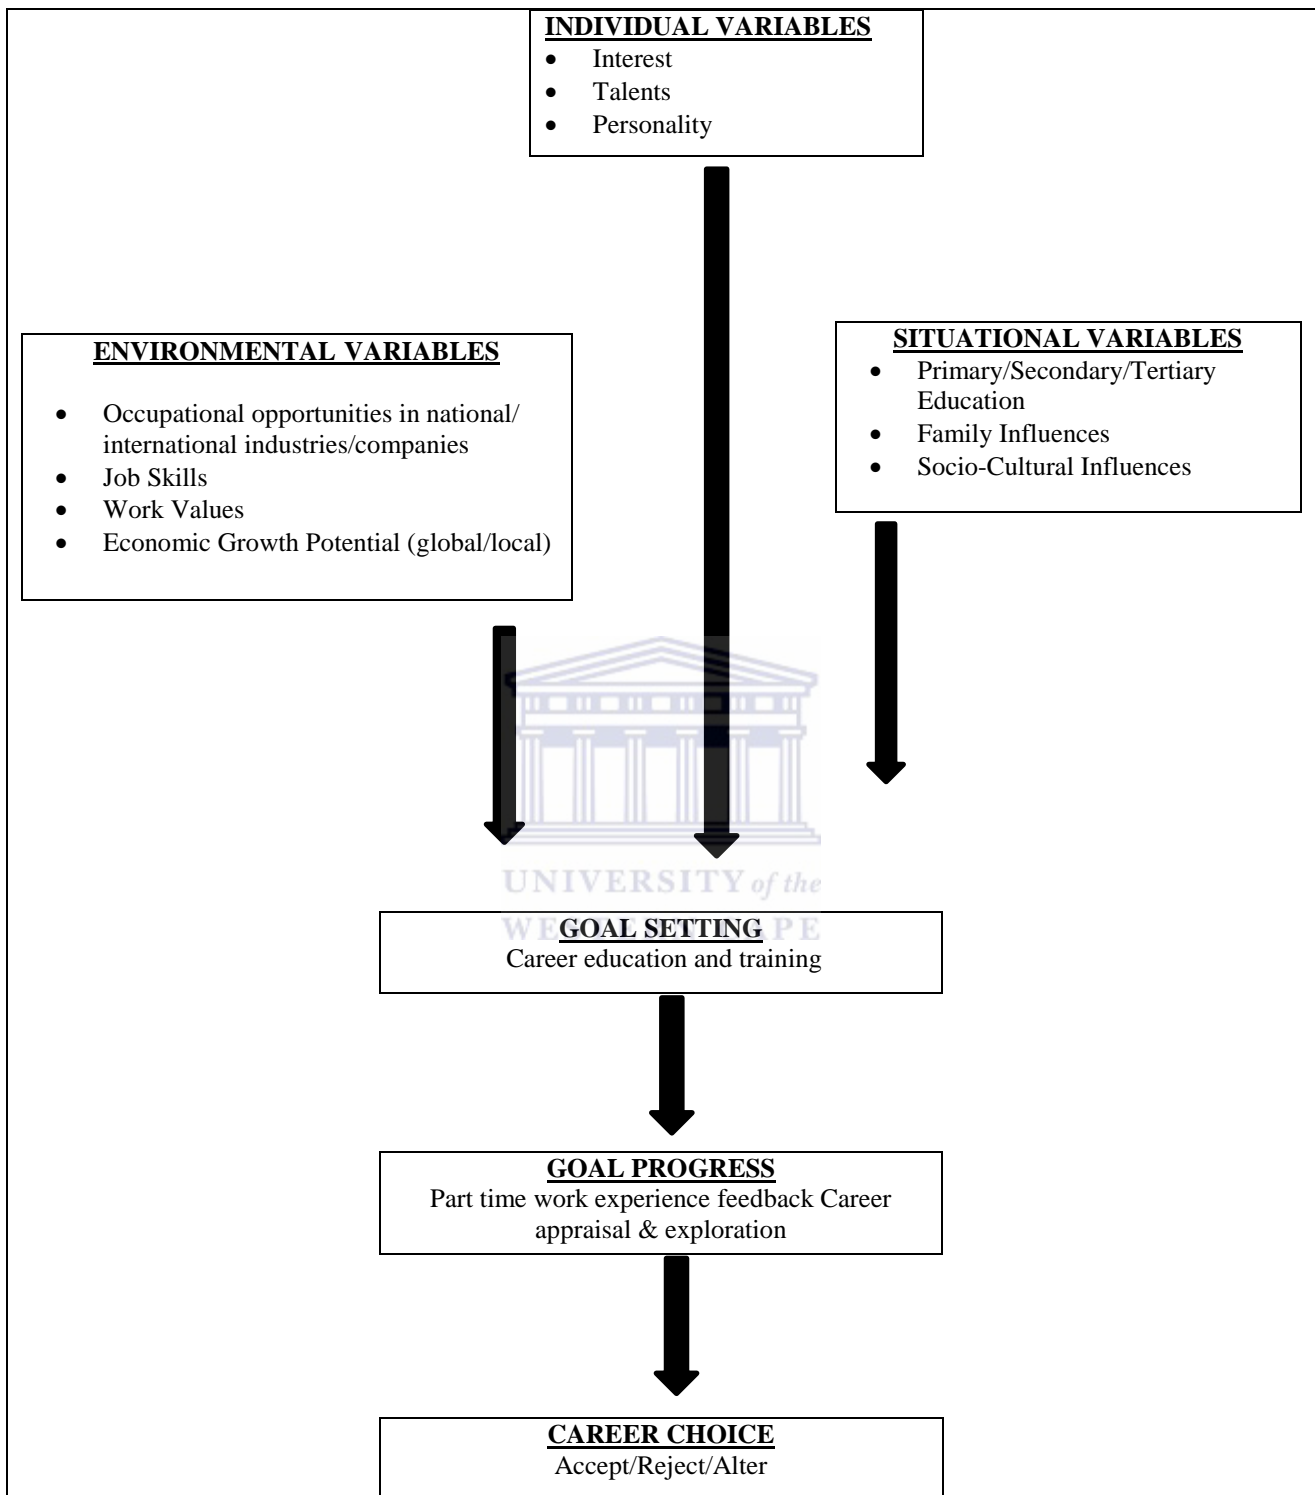 INDIVIDUAL VARIABLES
• Interest
• Talents
• Personality
ENVIRONMENTAL VARIABLES
• Occupational opportunities in national/
international industries/companies
• Job Skills
• Work Values
• Economic Growth Potential (global/local)
SITUATIONAL VARIABLES
• Primary/Secondary/Tertiary
Education
• Family Influences
• Socio-Cultural Influences
UNIVERSITY of the
WESTERN CAPE
GOAL SETTING
Career education and training
GOAL PROGRESS
Part time work experience feedback Career
appraisal & exploration
CAREER CHOICE
Accept/Reject/Alter